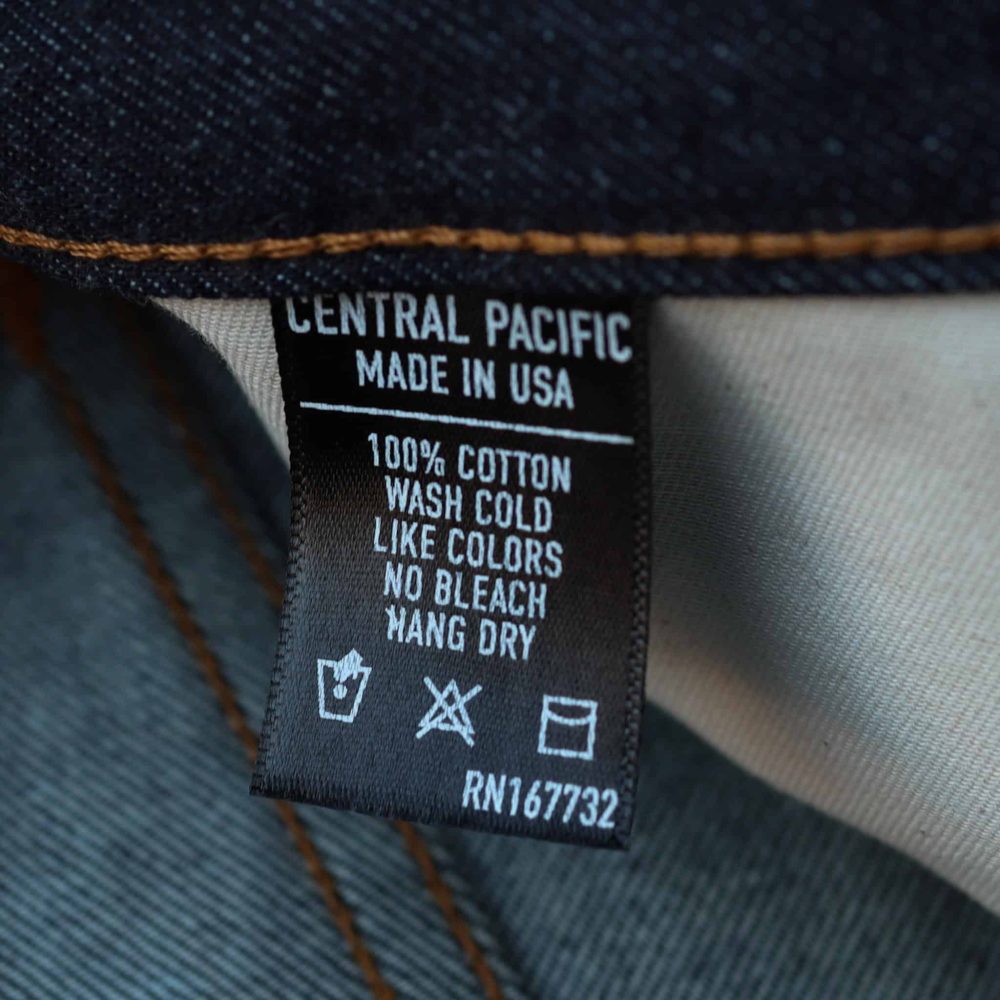 CENTRAL PACIFIC
MADE IN USA
100% COTTON
WASH COLD
LIKE COLORS
NO BLEACH
HANG DRY
RN167732